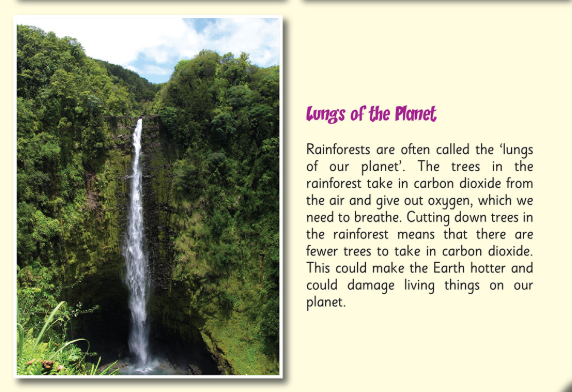 Lungs of the Planet
Rainforests are often called the ‘lungs
of our planet’. The trees in the
rainforest take in carbon dioxide from
the air and give out oxygen, which we
need to breathe. Cutting down trees in
the rainforest means that there are
fewer trees to take in carbon dioxide.
This could make the Earth hotter and
could damage living things on our
planet.